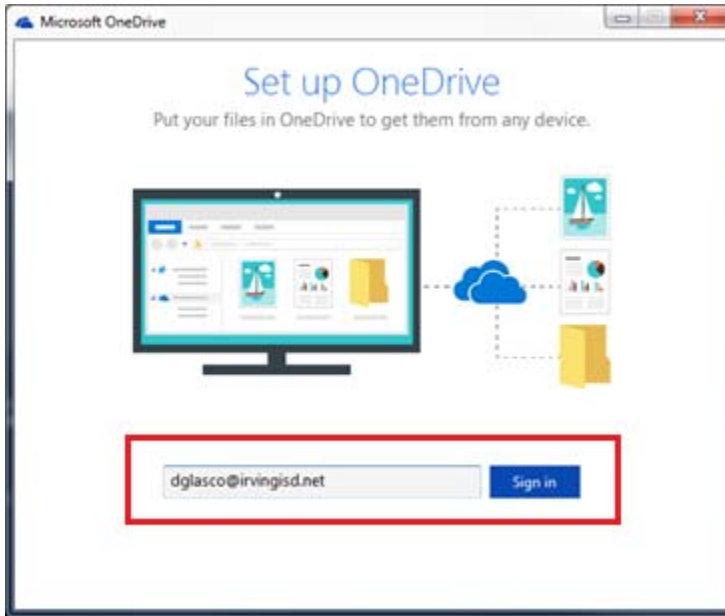 Microsoft OneDrive
Set up OneDrive
Put your files in OneDrive to get them from any device.
dglasco@irvingisd.net
Sign in